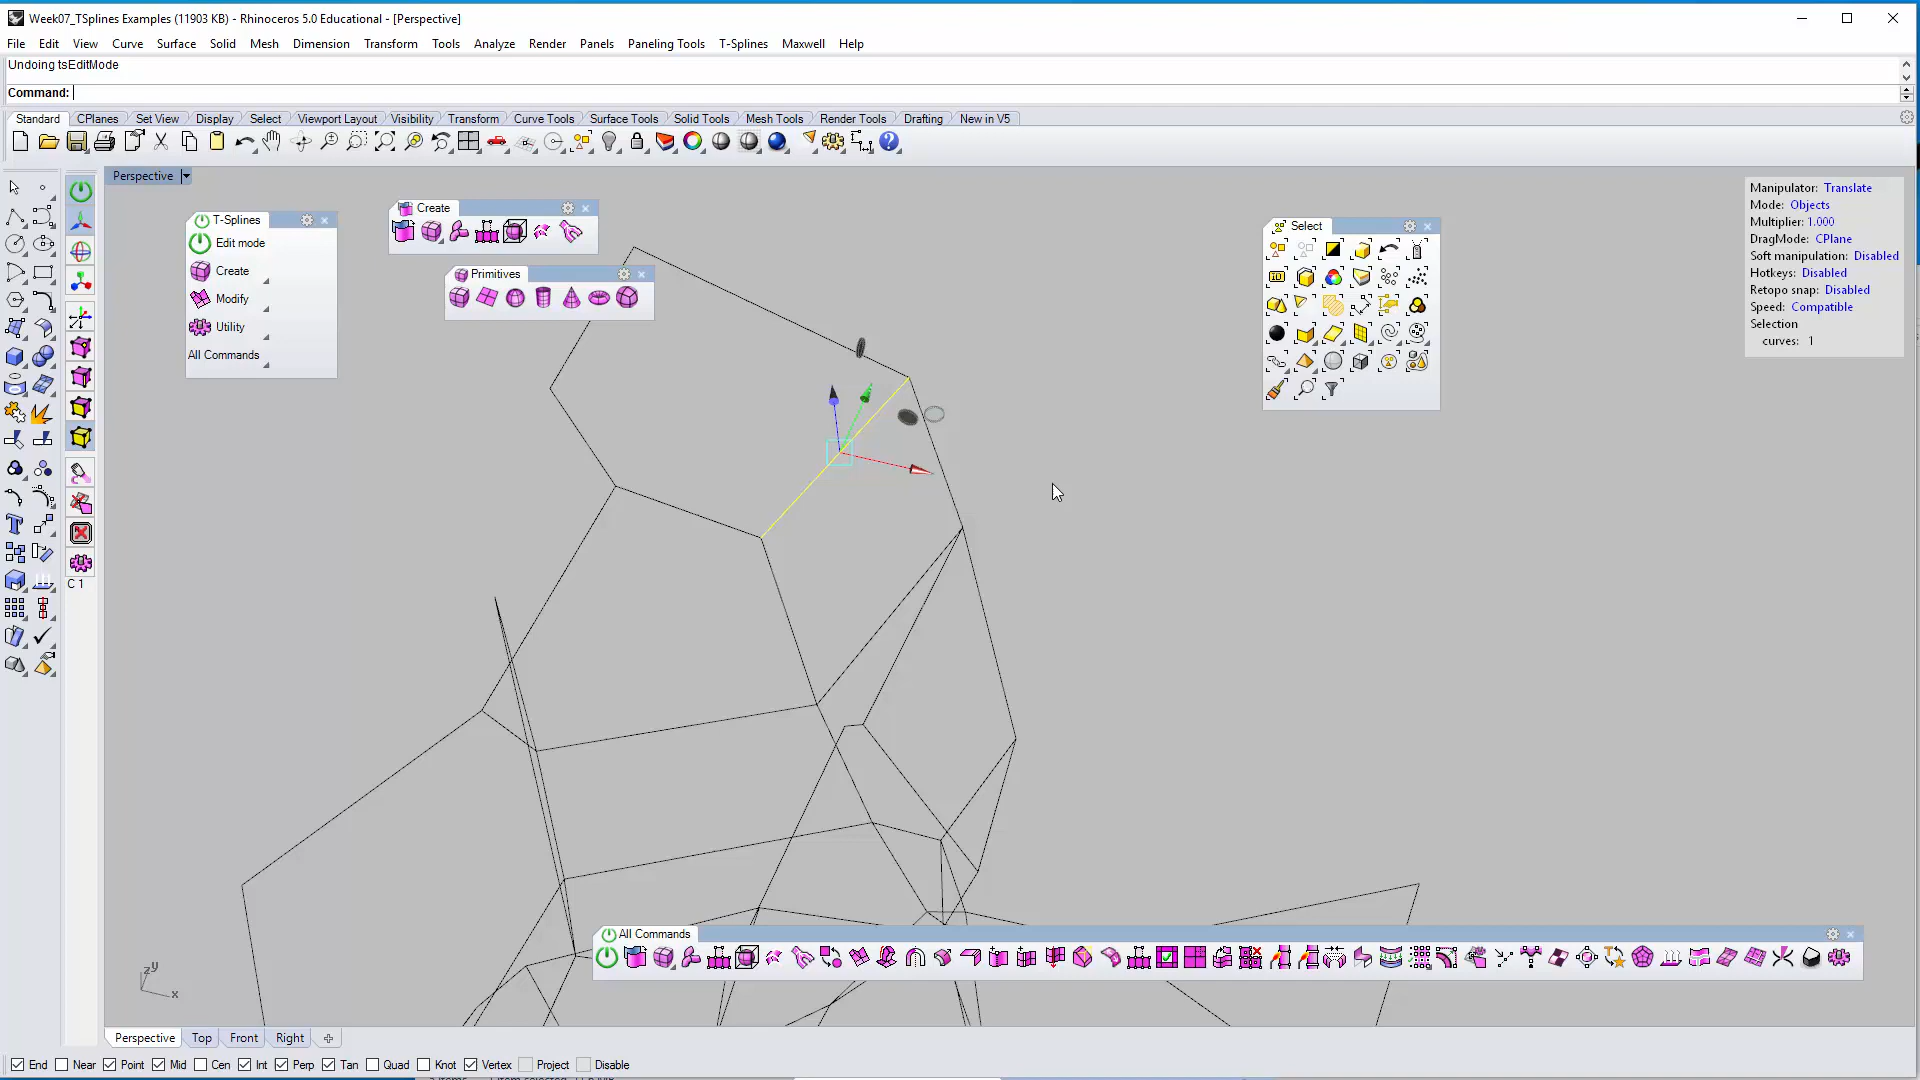 Week07_TSplines Examples (11903 KB) - Rhinoceros 5.0 Educational - [Perspective]
File Edit View Curve Surface Solid Mesh Dimension Transform Tools Analyze Render Panels Paneling Tools T-Splines Maxwell Help
Undoing tsEditMode
Command:
Standard CPlanes Set View Display Select Viewport Layout Visibility Transform Curve Tools Surface Tools Solid Tools Mesh Tools Render Tools Drafting New in V5
Perspective
T-Splines
Edit mode
Create
Modify
Utility
All Commands
Create
Primitives
Select
Manipulator: Translate
Mode: Objects
Multiplier: 1.000
DragMode: CPlane
Soft manipulation: Disabled
Hotkeys: Disabled
Retopo snap: Disabled
Speed: Compatible
Selection
curves: 1
C 1
All Commands
z y
x
Perspective Top Front Right
End Near Point Mid Cen Int Perp Tan Quad Knot Vertex Project Disable